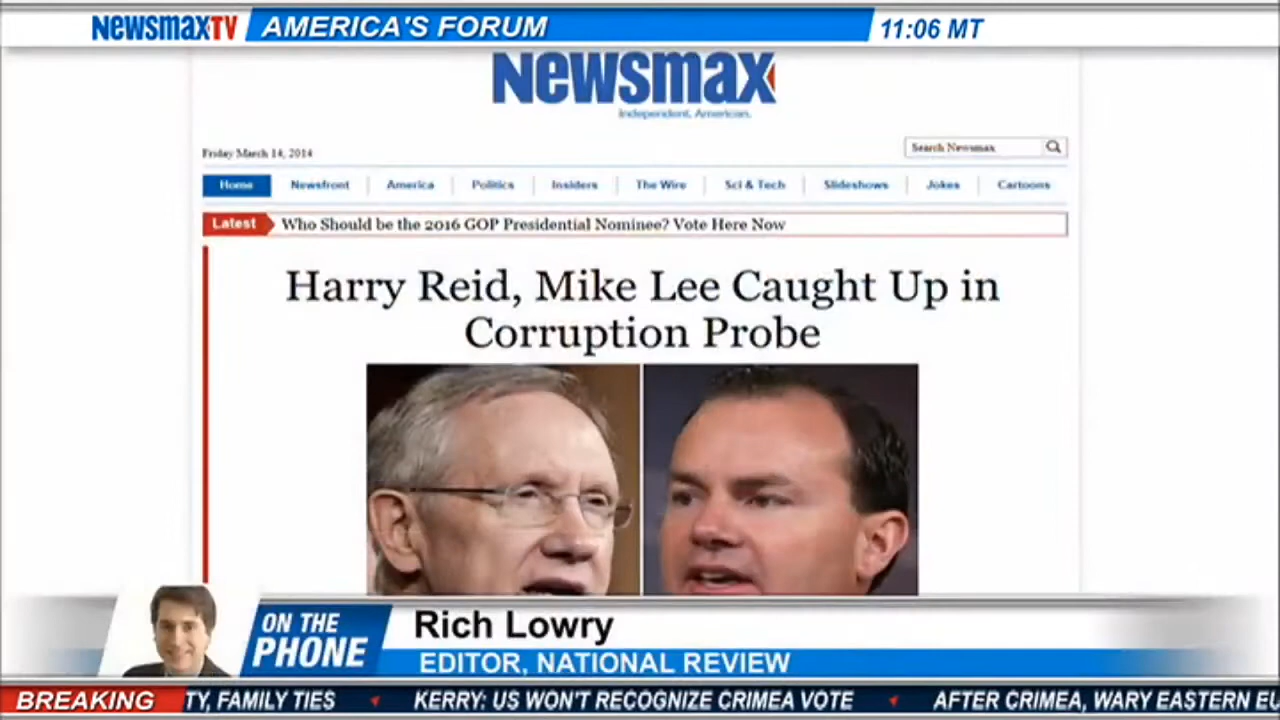 NEWSMAXTV AMERICA'S FORUM 11:06 MT
Newsmax
Independent. American.
Friday March 14, 2014
Search Newsmax
Home Newsfront America Politics Insiders The Wire Sci & Tech Slideshows Jokes Cartoons
Latest Who Should be the 2016 GOP Presidential Nominee? Vote Here Now
Harry Reid, Mike Lee Caught Up in
Corruption Probe
ON THE
PHONE
Rich Lowry
EDITOR, NATIONAL REVIEW
BREAKING TY, FAMILY TIES KERRY: US WON'T RECOGNIZE CRIMEA VOTE AFTER CRIMEA, WARY EASTERN EU